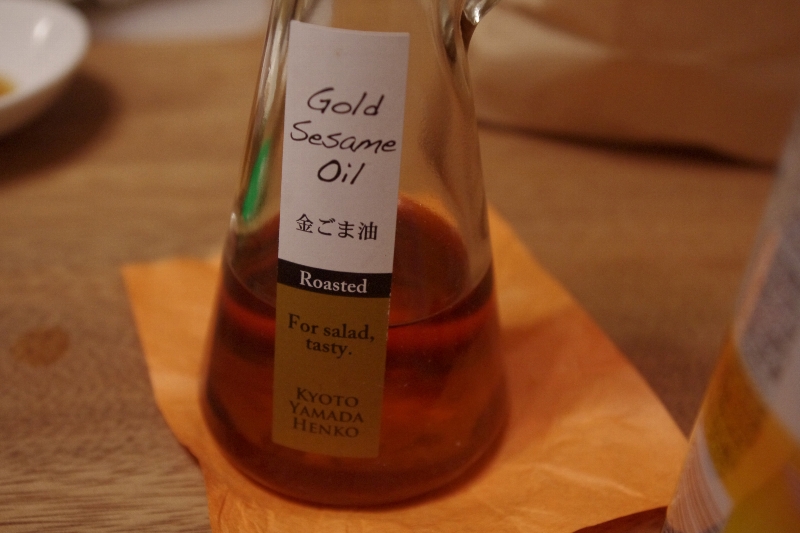 Gold
Sesame
Oil
金ごま油
Roasted
For salad,
tasty.
KYOTO
YAMADA
HENKO